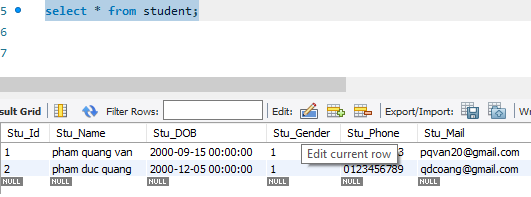 5 select * from student;
6
7
sult Grid Filter Rows: Edit: Export/Import: Wr
Stu_Id Stu_Name Stu_DOB Stu_Gender Stu_Phone Stu_Mail
1 pham quang van 2000-09-15 00:00:00 1 3 pqvan20@gmail.com
Edit current row
2 pham duc quang 2000-12-05 00:00:00 1 0123456789 qdcoang@gmail.com
NULL NULL NULL NULL NULL NULL